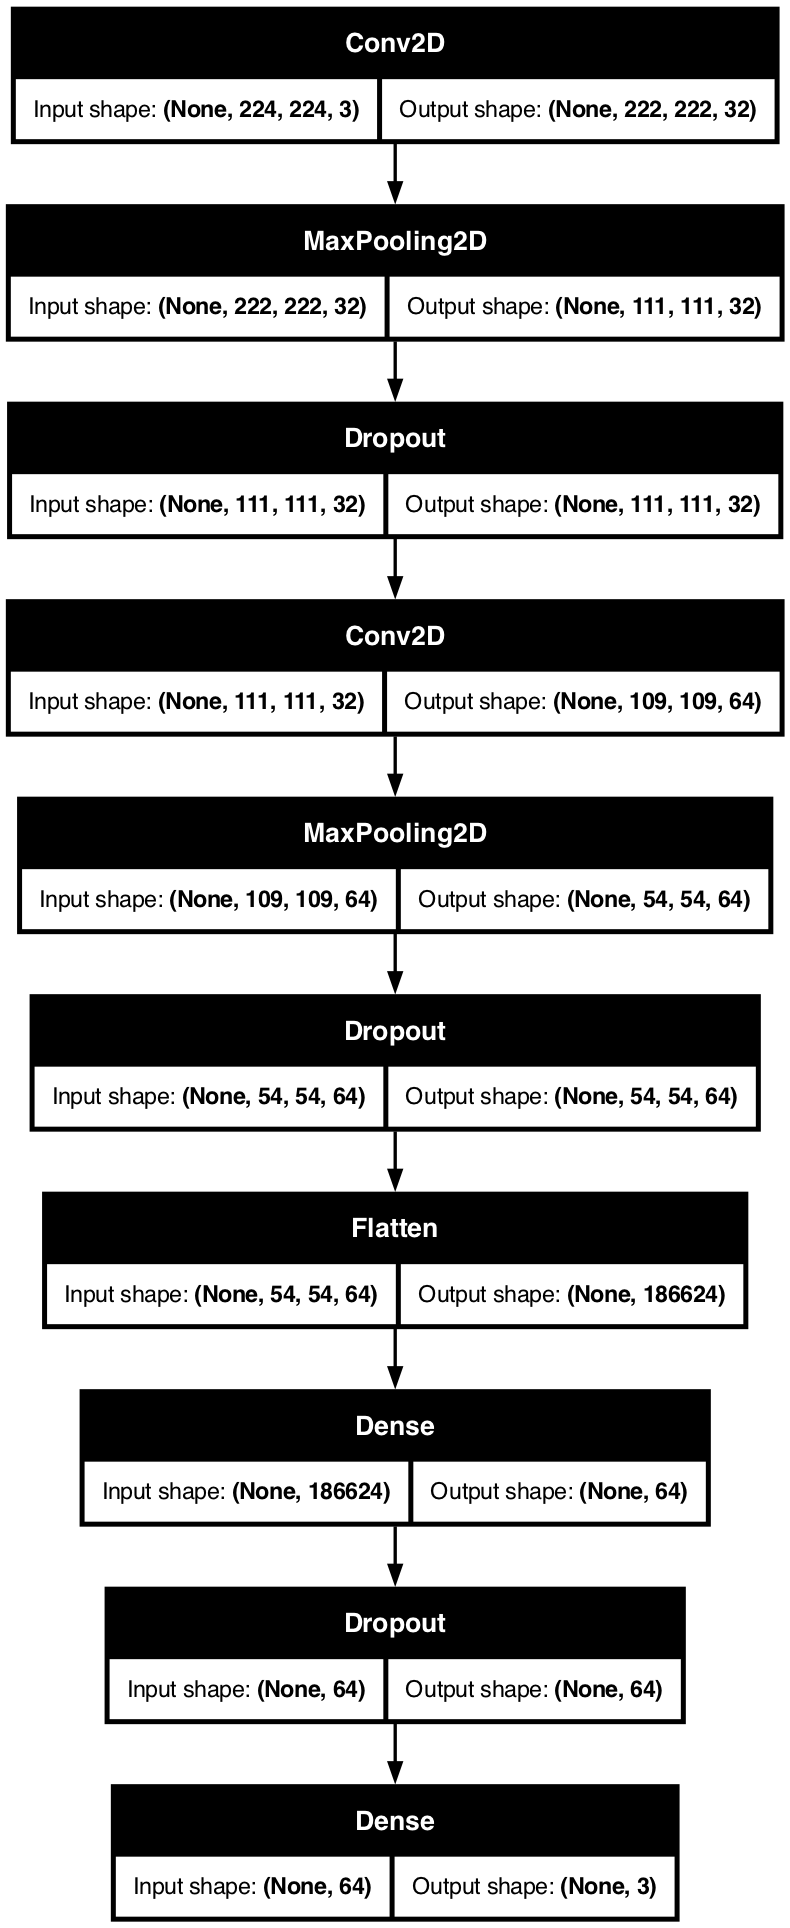 Conv2D
Input shape: (None, 224, 224, 3) Output shape: (None, 222, 222, 32)
MaxPooling2D
Input shape: (None, 222, 222, 32) Output shape: (None, 111, 111, 32)
Dropout
Input shape: (None, 111, 111, 32) Output shape: (None, 111, 111, 32)
Conv2D
Input shape: (None, 111, 111, 32) Output shape: (None, 109, 109, 64)
MaxPooling2D
Input shape: (None, 109, 109, 64) Output shape: (None, 54, 54, 64)
Dropout
Input shape: (None, 54, 54, 64) Output shape: (None, 54, 54, 64)
Flatten
Input shape: (None, 54, 54, 64) Output shape: (None, 186624)
Dense
Input shape: (None, 186624) Output shape: (None, 64)
Dropout
Input shape: (None, 64) Output shape: (None, 64)
Dense
Input shape: (None, 64) Output shape: (None, 3)